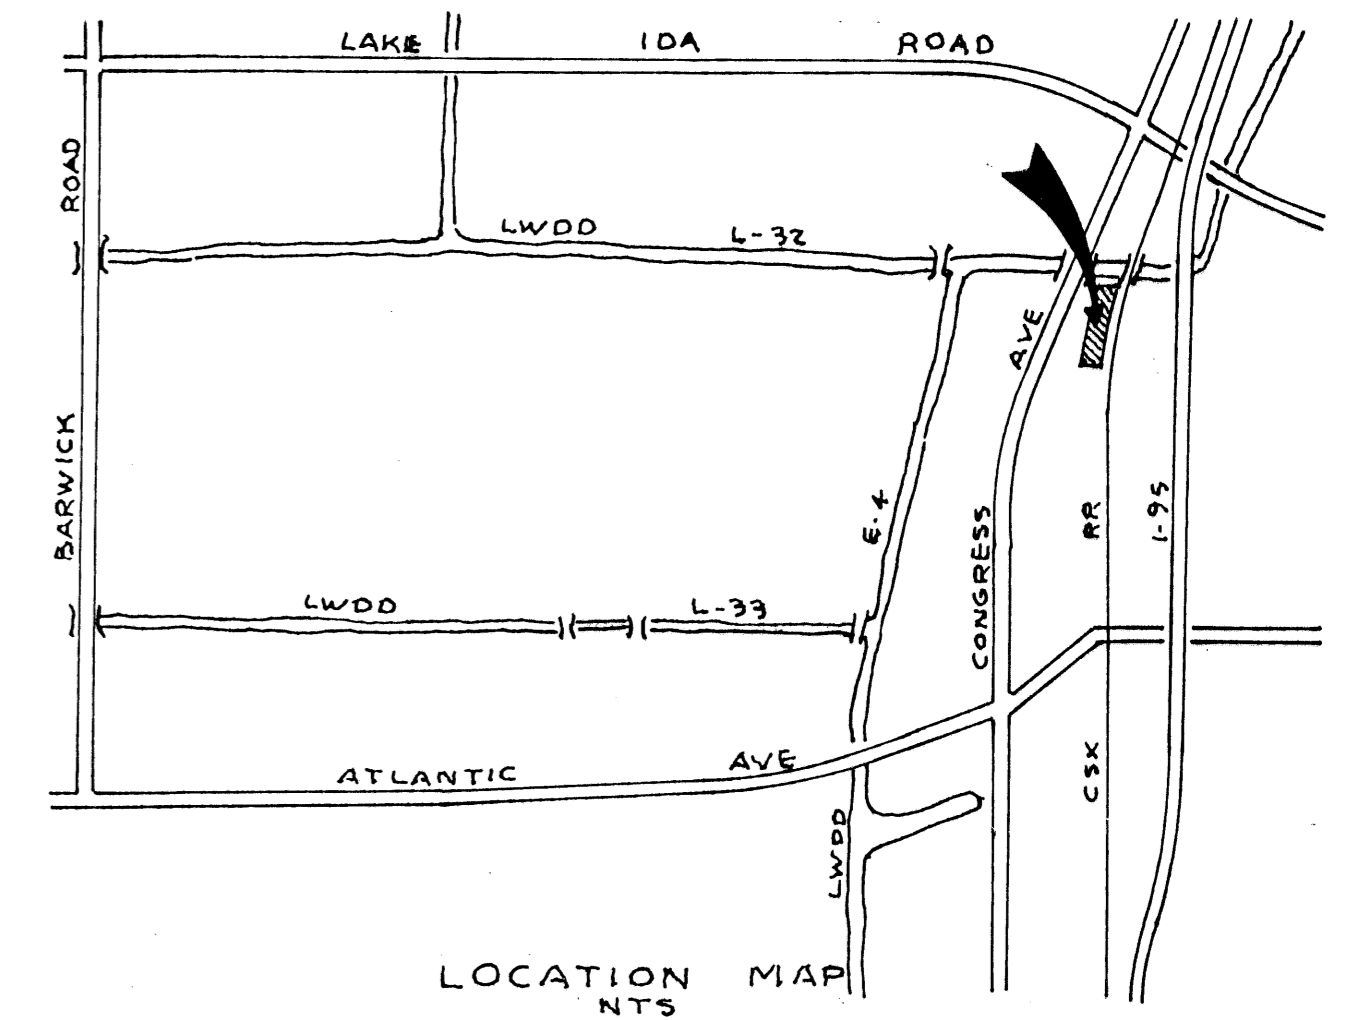 LAKE IDA ROAD
ROAD
LWDD L-32
AVE
BARWICK
E-4
CONGRESS
RR
I-95
LWDD L-33
ATLANTIC AVE
CSX
LWDD
LOCATION MAP
NTS